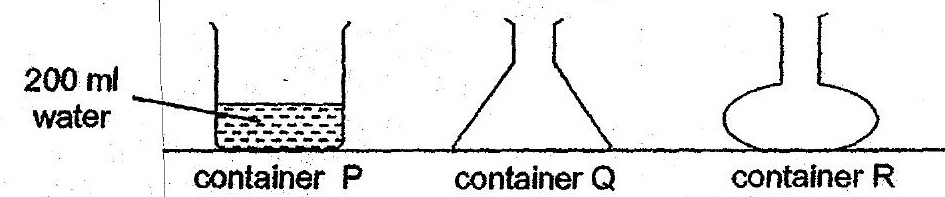 200 ml
water
container P
container Q
container R